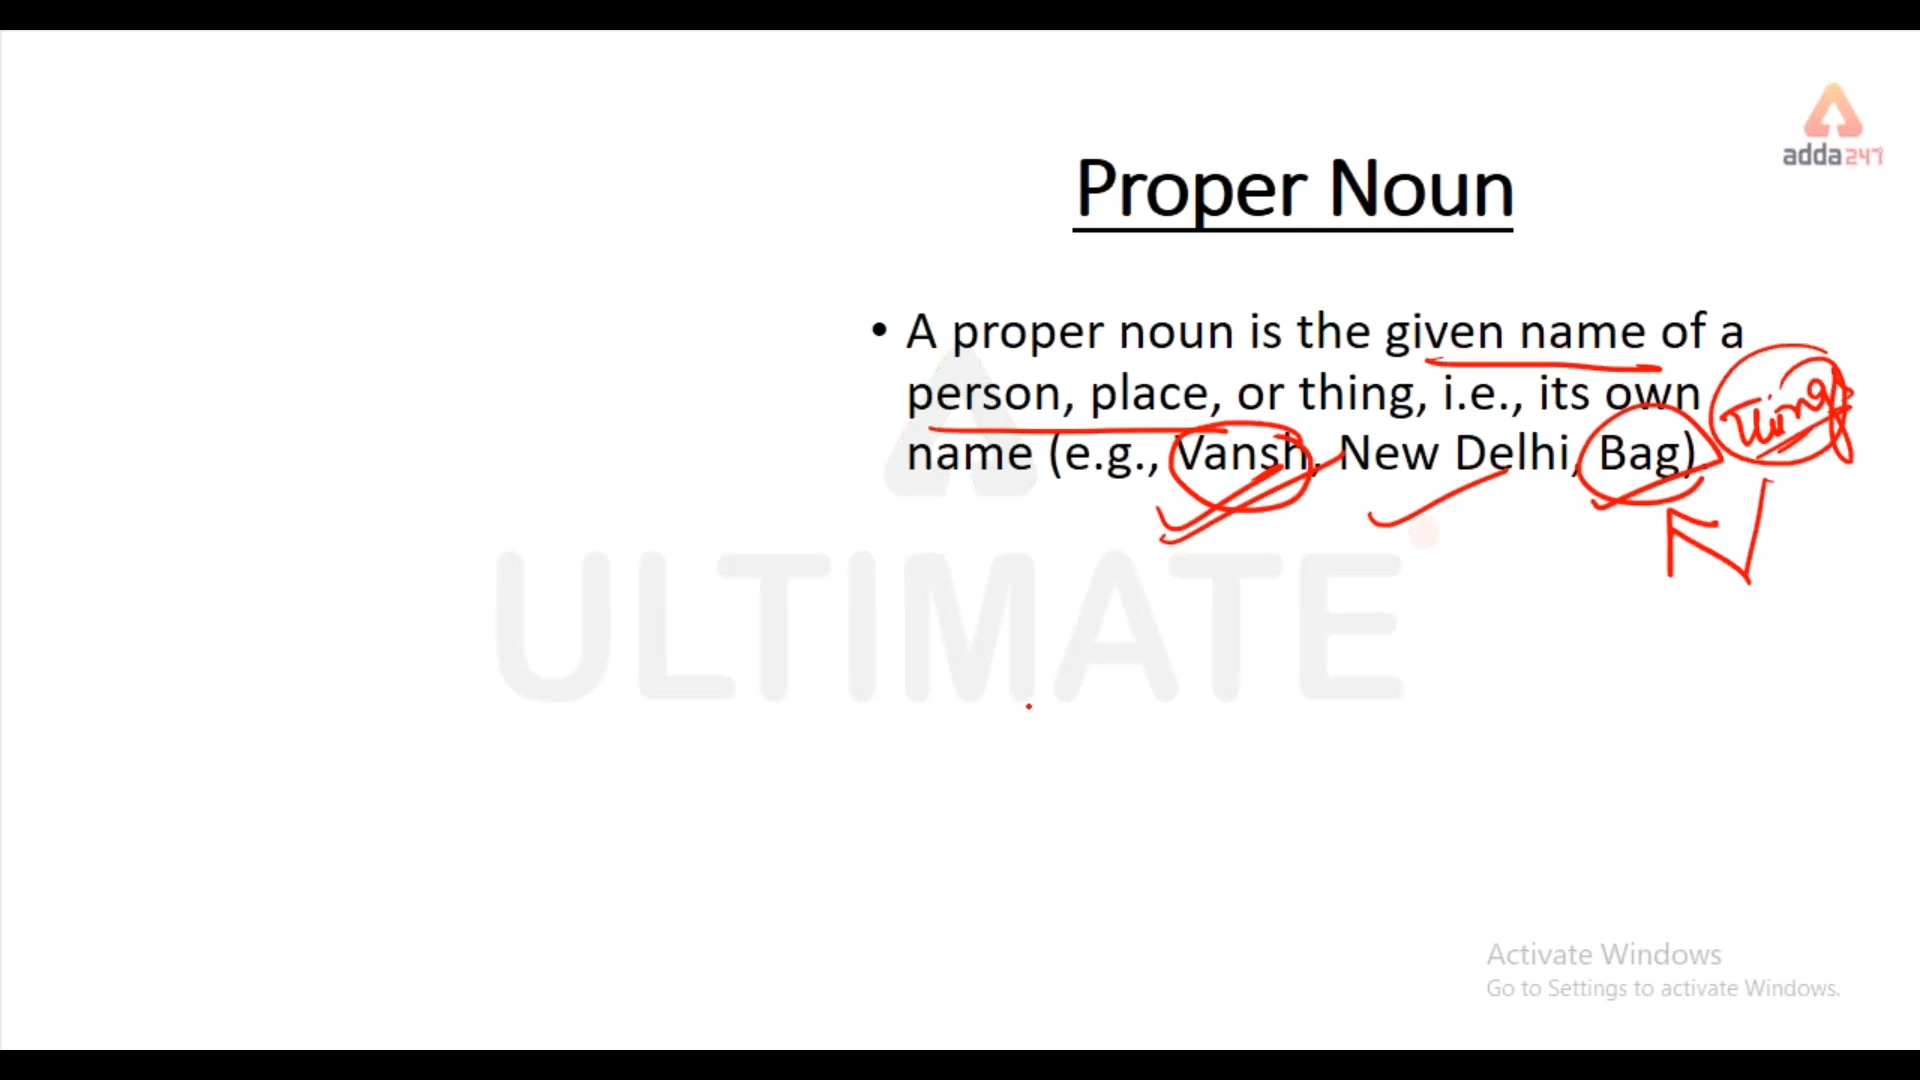 adda247
Proper Noun
• A proper noun is the given name of a
person, place, or thing, i.e., its own
name (e.g., Vansh, New Delhi, Bag).
Thing
N
ULTIMATE
Activate Windows
Go to Settings to activate Windows.